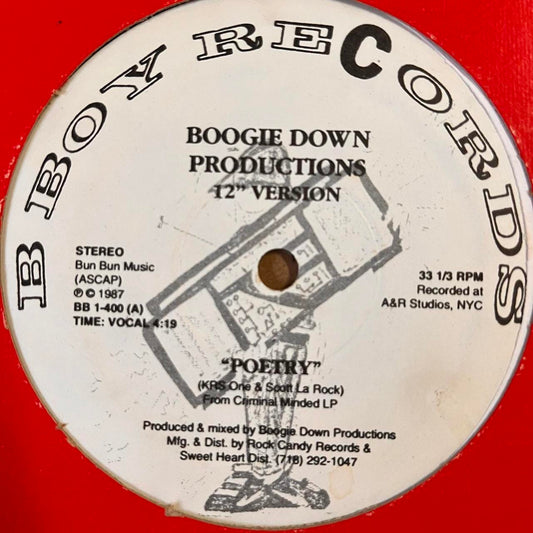 B BOY RECORDS
BOOGIE DOWN
PRODUCTIONS
12” VERSION
STEREO
Bun Bun Music
(ASCAP)
℗ © 1987
BB 1-400 (A)
TIME: VOCAL 4:19
33 1/3 RPM
Recorded at
A&R Studios, NYC
“POETRY”
(KRS One & Scott La Rock)
From Criminal Minded LP
Produced & mixed by Boogie Down Productions
Mfg. & Dist. by Rock Candy Records &
Sweet Heart Dist. (718) 292-1047